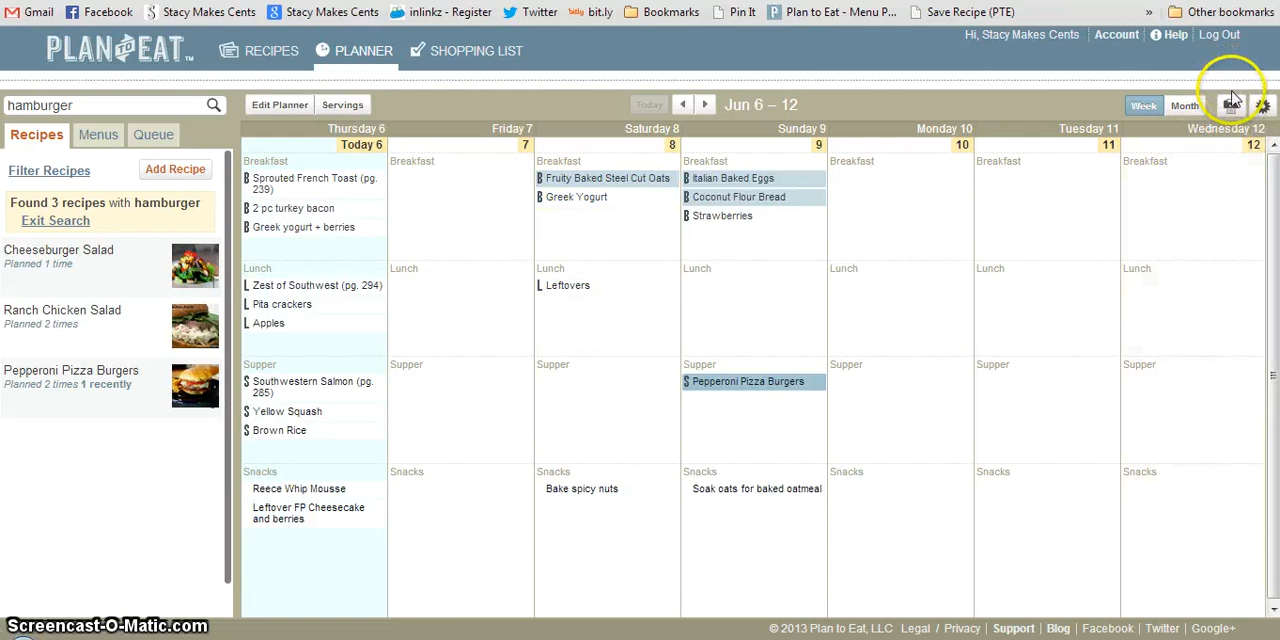 Gmail Facebook Stacy Makes Cents Stacy Makes Cents inlinkz - Register Twitter bit.ly Bookmarks Pin It Plan to Eat - Menu P... Save Recipe (PTE) » Other bookmarks
Hi, Stacy Makes Cents Account Help Log Out
PLAN TO EAT RECIPES PLANNER SHOPPING LIST
hamburger Edit Planner Servings Today Jun 6 – 12 Week Month
Recipes Menus Queue
Thursday 6 Friday 7 Saturday 8 Sunday 9 Monday 10 Tuesday 11 Wednesday 12
Today 6 7 8 9 10 11 12
Filter Recipes Add Recipe
Found 3 recipes with hamburger
Exit Search
Cheeseburger Salad
Planned 1 time
Ranch Chicken Salad
Planned 2 times
Pepperoni Pizza Burgers
Planned 2 times 1 recently
Breakfast Breakfast Breakfast Breakfast Breakfast Breakfast Breakfast
B Sprouted French Toast (pg.
239)
B 2 pc turkey bacon
B Greek yogurt + berries
B Fruity Baked Steel Cut Oats
B Greek Yogurt
B Italian Baked Eggs
B Coconut Flour Bread
B Strawberries
Lunch Lunch Lunch Lunch Lunch Lunch Lunch
L Zest of Southwest (pg. 294)
L Pita crackers
L Apples
L Leftovers
Supper Supper Supper Supper Supper Supper Supper
S Southwestern Salmon (pg.
285)
S Yellow Squash
S Brown Rice
S Pepperoni Pizza Burgers
Snacks Snacks Snacks Snacks Snacks Snacks Snacks
Reece Whip Mousse
Leftover FP Cheesecake
and berries
Bake spicy nuts
Soak oats for baked oatmeal
Screencast-O-Matic.com
© 2013 Plan to Eat, LLC Legal / Privacy Support Blog Facebook Twitter Google+